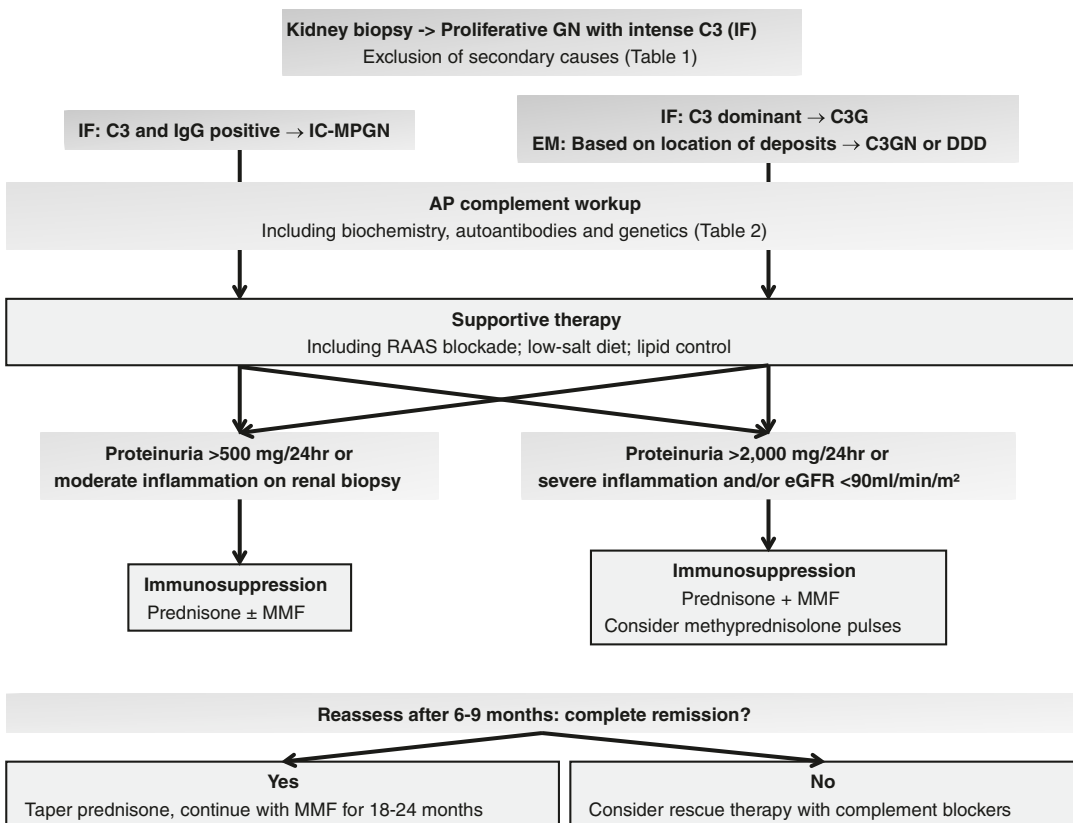 Kidney biopsy -> Proliferative GN with intense C3 (IF)
Exclusion of secondary causes (Table 1)
IF: C3 and IgG positive → IC-MPGN
IF: C3 dominant → C3G
EM: Based on location of deposits → C3GN or DDD
AP complement workup
Including biochemistry, autoantibodies and genetics (Table 2)
Supportive therapy
Including RAAS blockade; low-salt diet; lipid control
Proteinuria >500 mg/24hr or
moderate inflammation on renal biopsy
Proteinuria >2,000 mg/24hr or
severe inflammation and/or eGFR <90ml/min/m²
Immunosuppression
Prednisone ± MMF
Immunosuppression
Prednisone + MMF
Consider methyprednisolone pulses
Reassess after 6-9 months: complete remission?
Yes
Taper prednisone, continue with MMF for 18-24 months
No
Consider rescue therapy with complement blockers